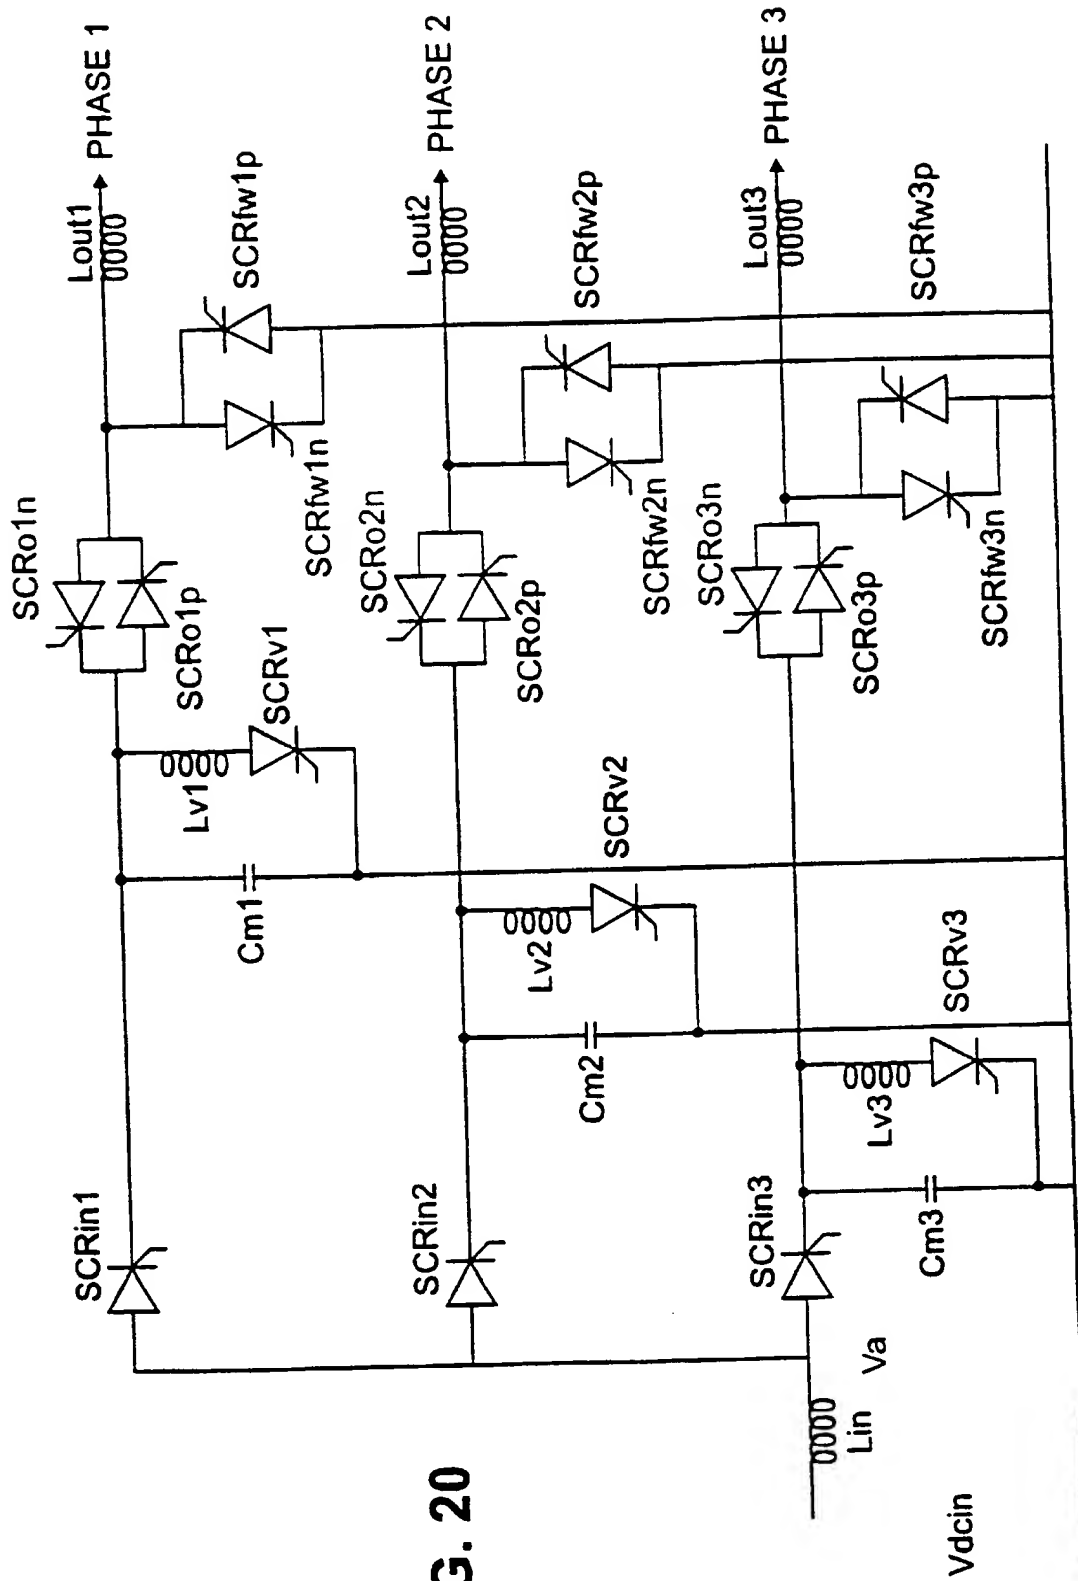 G. 20
Vdcin
Lin
Va
SCRin1
SCRin2
SCRin3
Cm1
Lv1
SCRv1
Cm2
Lv2
SCRv2
Cm3
Lv3
SCRv3
SCRo1n
SCRo1p
SCRo2n
SCRo2p
SCRo3n
SCRo3p
SCRfw1n
SCRfw1p
SCRfw2n
SCRfw2p
SCRfw3n
SCRfw3p
Lout1
Lout2
Lout3
PHASE 1
PHASE 2
PHASE 3